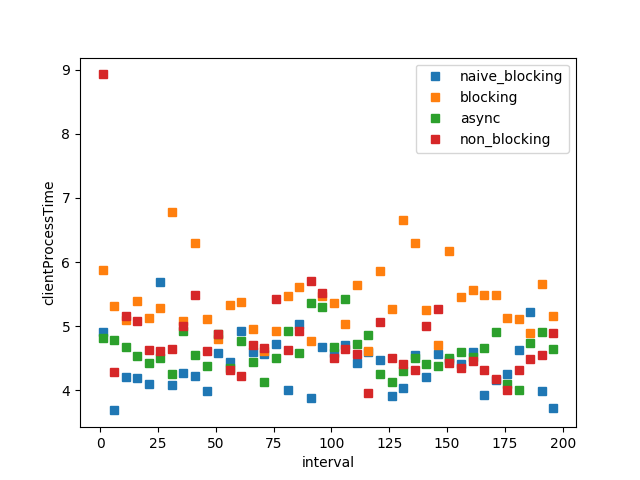 9
8
7
6
5
4
clientProcessTime
naive_blocking
blocking
async
non_blocking
0 25 50 75 100 125 150 175 200
interval